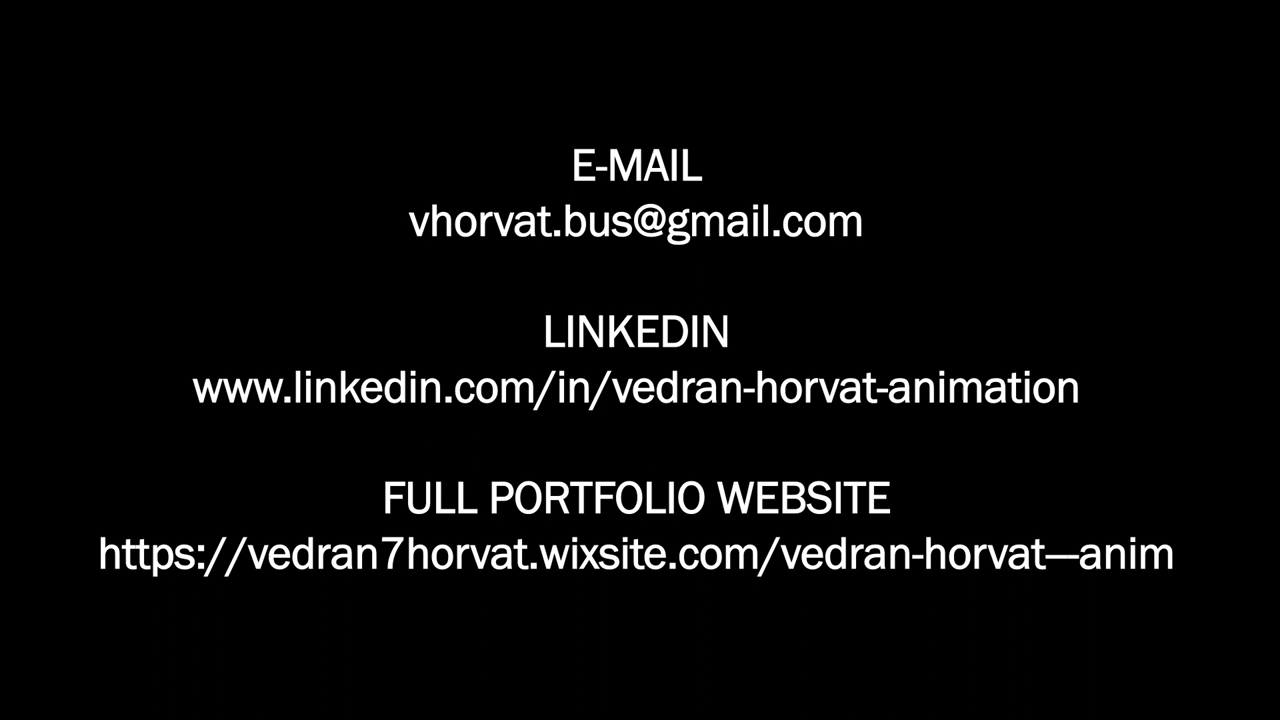 E-MAIL
vhorvat.bus@gmail.com
LINKEDIN
www.linkedin.com/in/vedran-horvat-animation
FULL PORTFOLIO WEBSITE
https://vedran7horvat.wixsite.com/vedran-horvat---anim